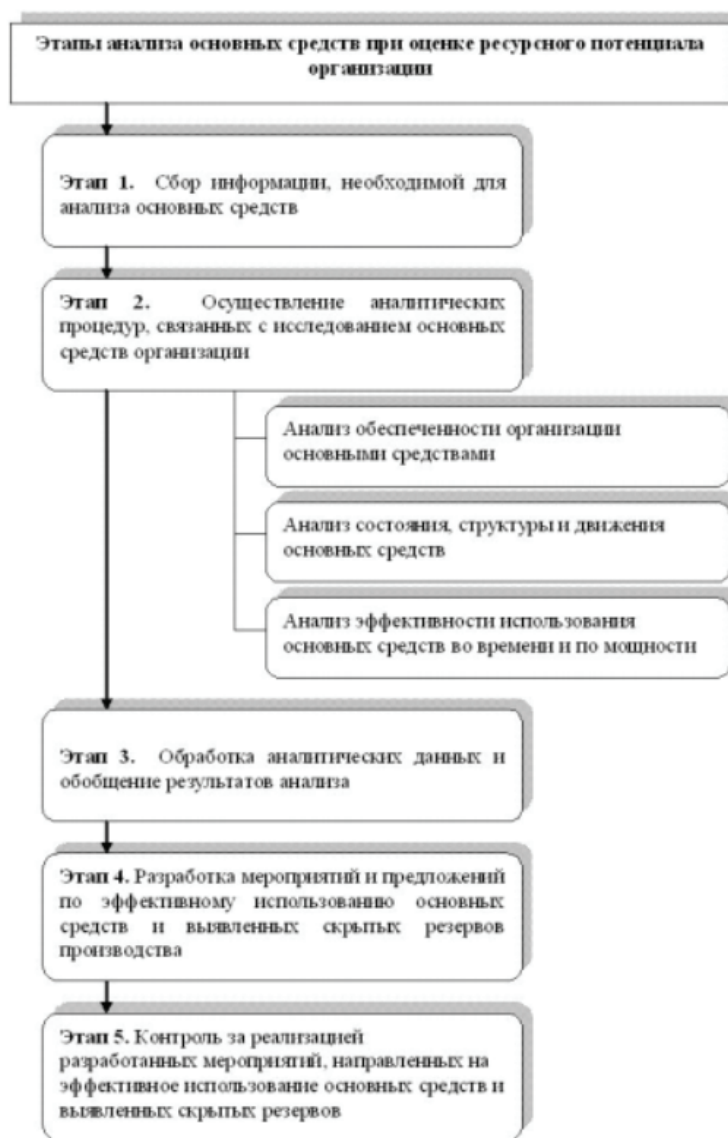 Этапы анализа основных средств при оценке ресурсного потенциала
организации
Этап 1. Сбор информации, необходимой для
анализа основных средств
Этап 2. Осуществление аналитических
процедур, связанных с исследованием основных
средств организации
Анализ обеспеченности организации
основными средствами
Анализ состояния, структуры и движения
основных средств
Анализ эффективности использования
основных средств во времени и по мощности
Этап 3. Обработка аналитических данных и
обобщение результатов анализа
Этап 4. Разработка мероприятий и предложений
по эффективному использованию основных
средств и выявленных скрытых резервов
производства
Этап 5. Контроль за реализацией
разработанных мероприятий, направленных на
эффективное использование основных средств и
выявленных скрытых резервов